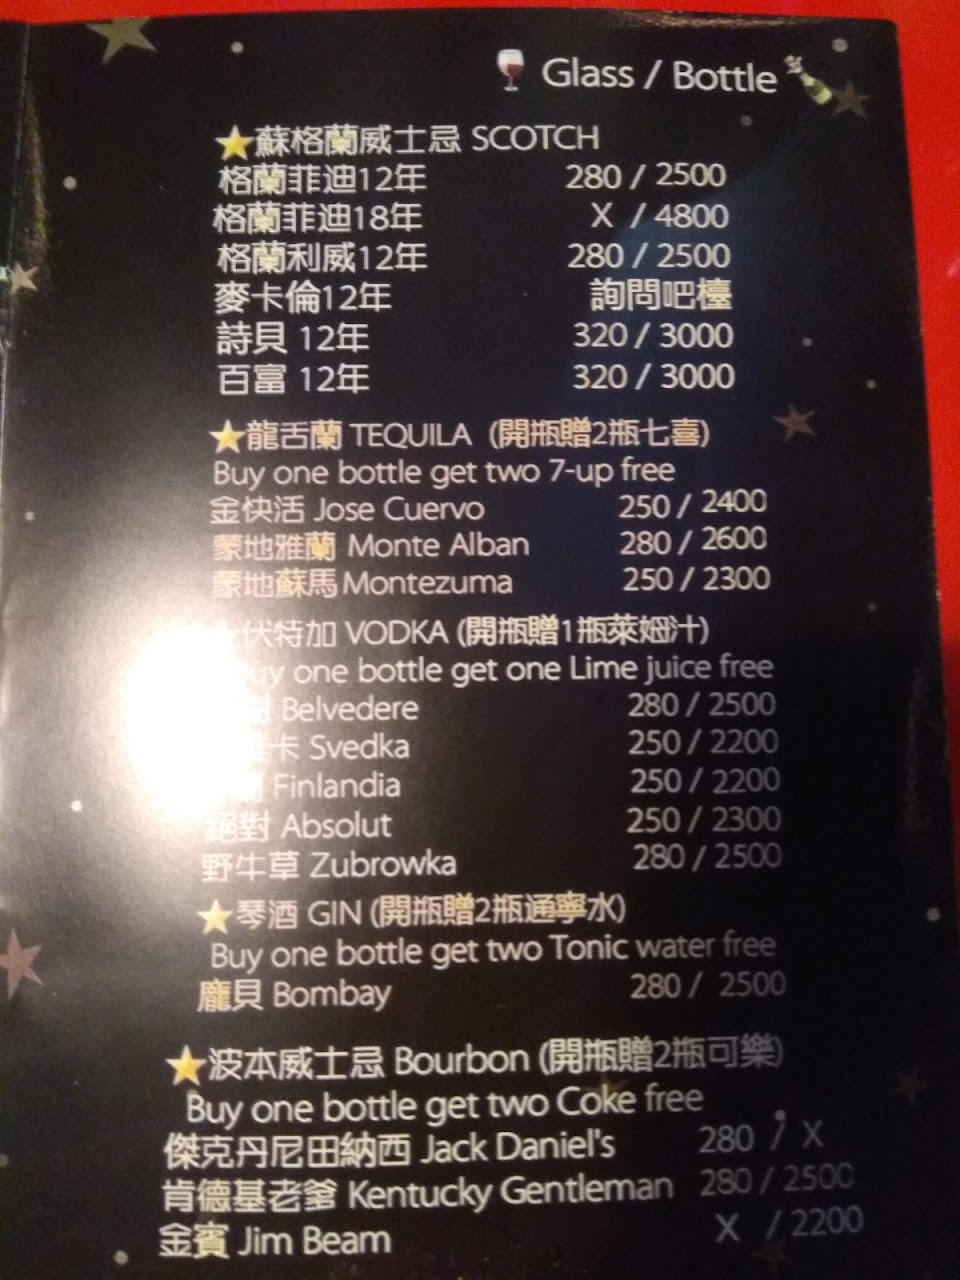 Glass / Bottle
蘇格蘭威士忌 SCOTCH
格蘭菲迪12年 280 / 2500
格蘭菲迪18年 X / 4800
格蘭利威12年 280 / 2500
麥卡倫12年 詢問吧檯
詩貝 12年 320 / 3000
百富 12年 320 / 3000
龍舌蘭 TEQUILA (開瓶贈2瓶七喜)
Buy one bottle get two 7-up free
金快活 Jose Cuervo 250 / 2400
蒙地雅蘭 Monte Alban 280 / 2600
蒙地蘇馬 Montezuma 250 / 2300
伏特加 VODKA (開瓶贈1瓶萊姆汁)
Buy one bottle get one Lime juice free
Belvedere 280 / 2500
卡 Svedka 250 / 2200
Finlandia 250 / 2200
絕對 Absolut 250 / 2300
野牛草 Zubrowka 280 / 2500
琴酒 GIN (開瓶贈2瓶通寧水)
Buy one bottle get two Tonic water free
龐貝 Bombay 280 / 2500
波本威士忌 Bourbon (開瓶贈2瓶可樂)
Buy one bottle get two Coke free
傑克丹尼田納西 Jack Daniel's 280 / X
肯德基老爹 Kentucky Gentleman 280 / 2500
金賓 Jim Beam X / 2200